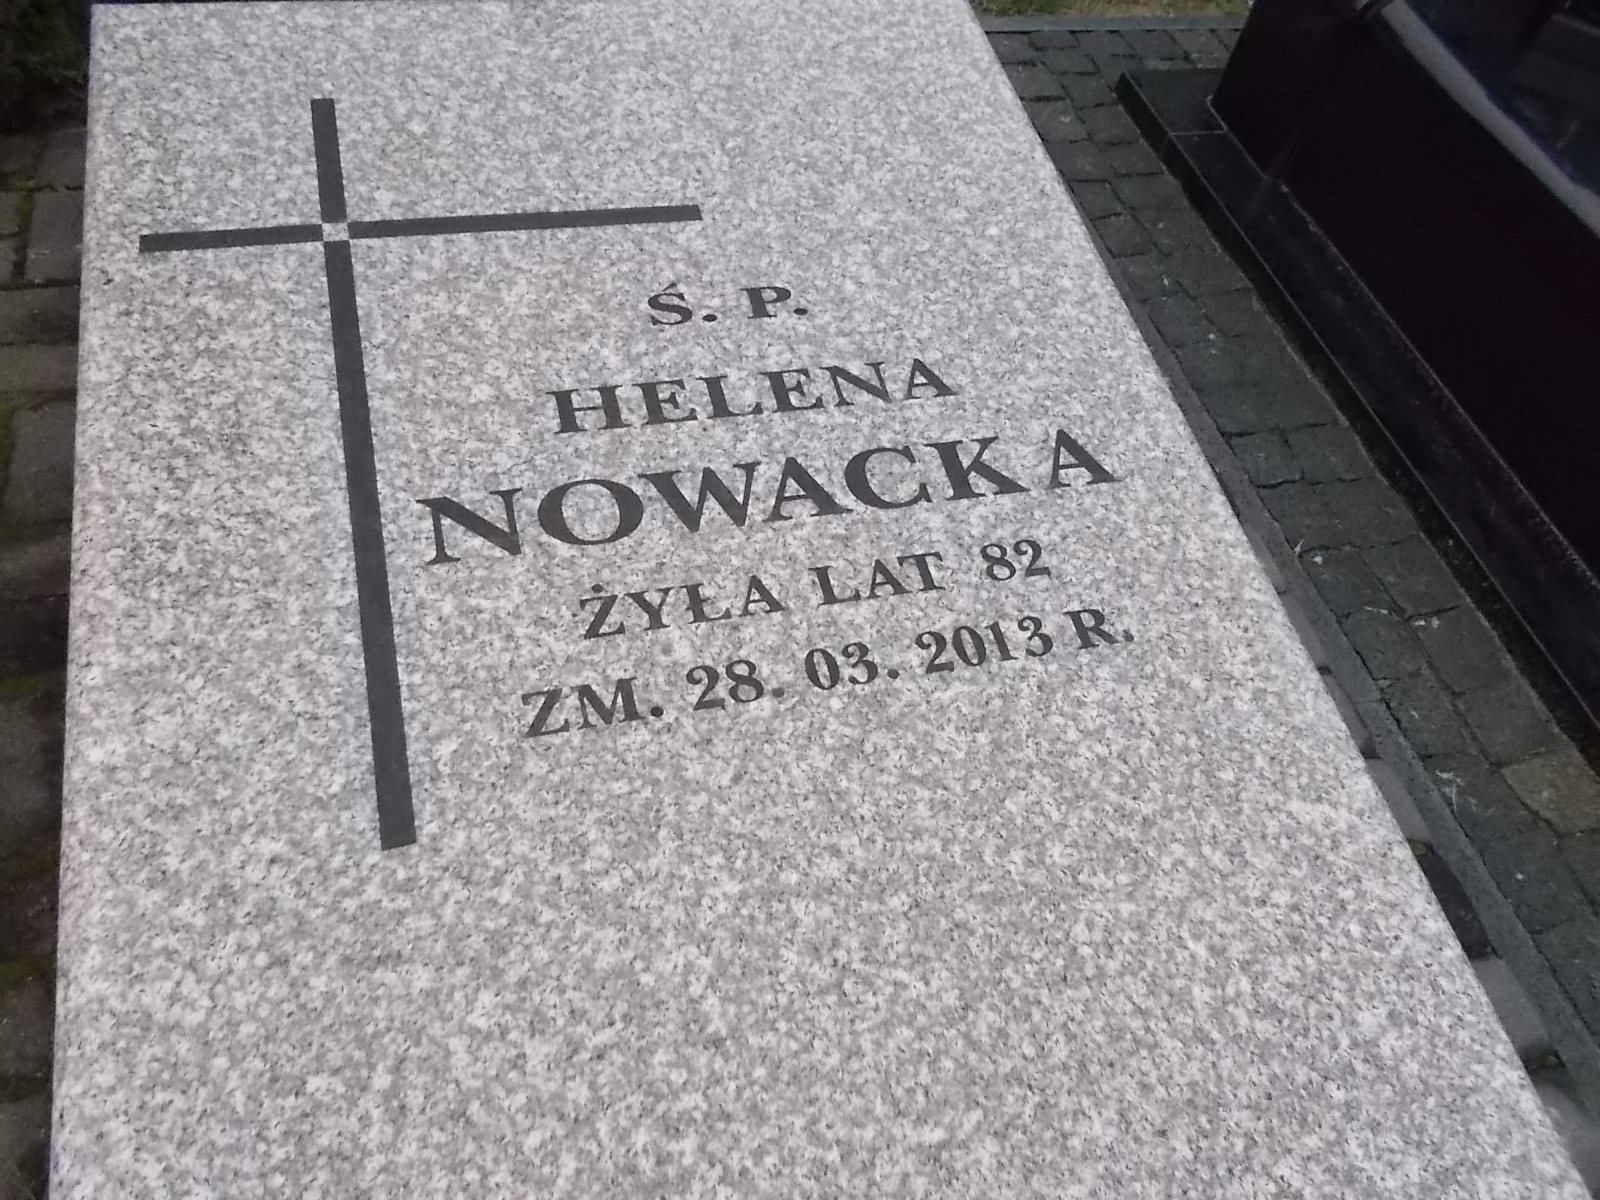 Ś. P.
HELENA
NOWACKA
ŻYŁA LAT 82
ZM. 28. 03. 2013 R.